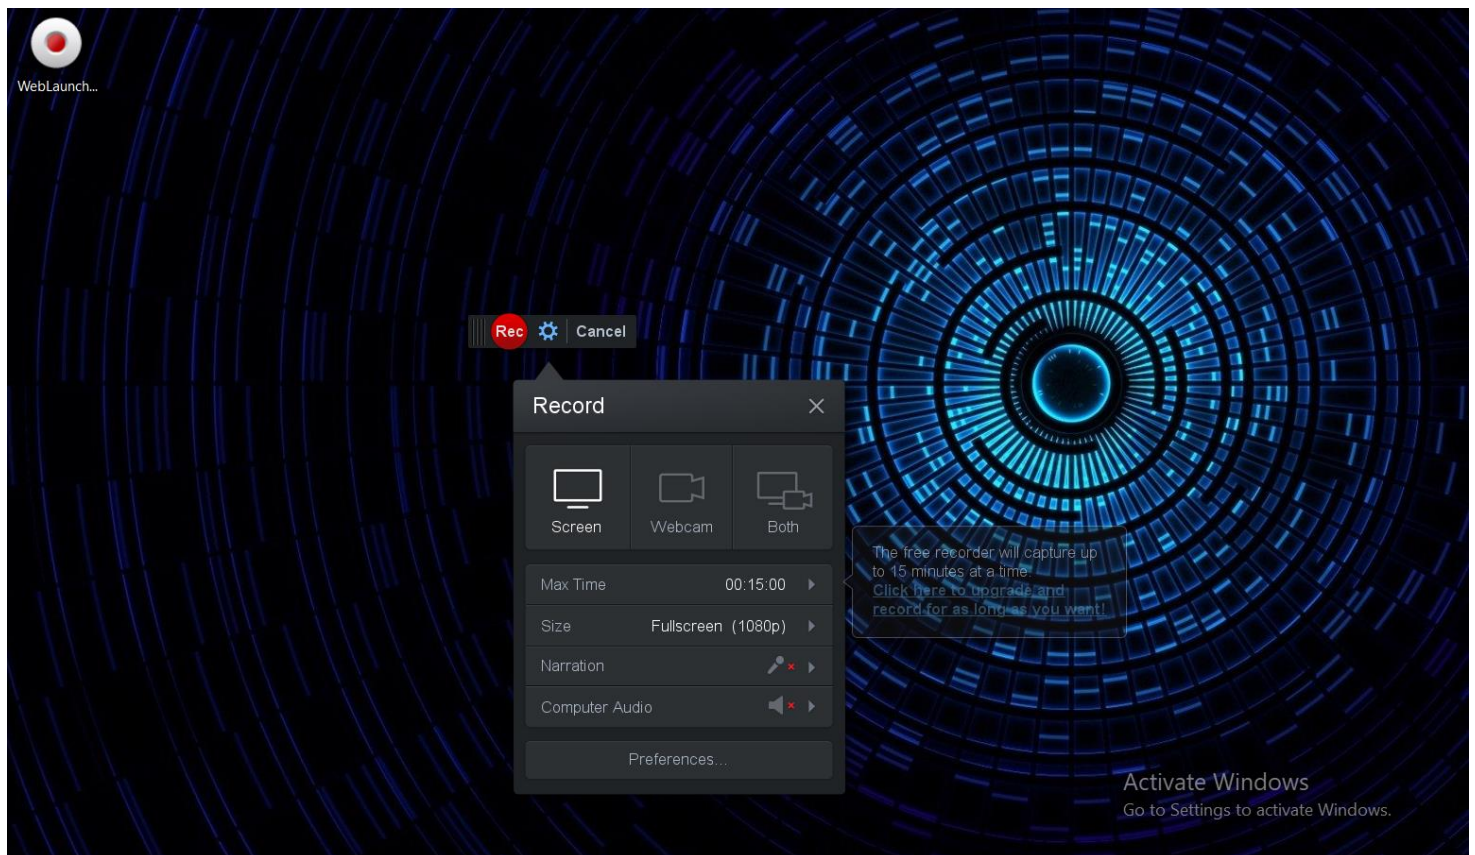 WebLaunch...
Rec Cancel
Record
Screen Webcam Both
Max Time 00:15:00
Size Fullscreen (1080p)
Narration
Computer Audio
Preferences...
The free recorder will capture up
to 15 minutes at a time.
Click here to upgrade and
record for as long as you want!
Activate Windows
Go to Settings to activate Windows.